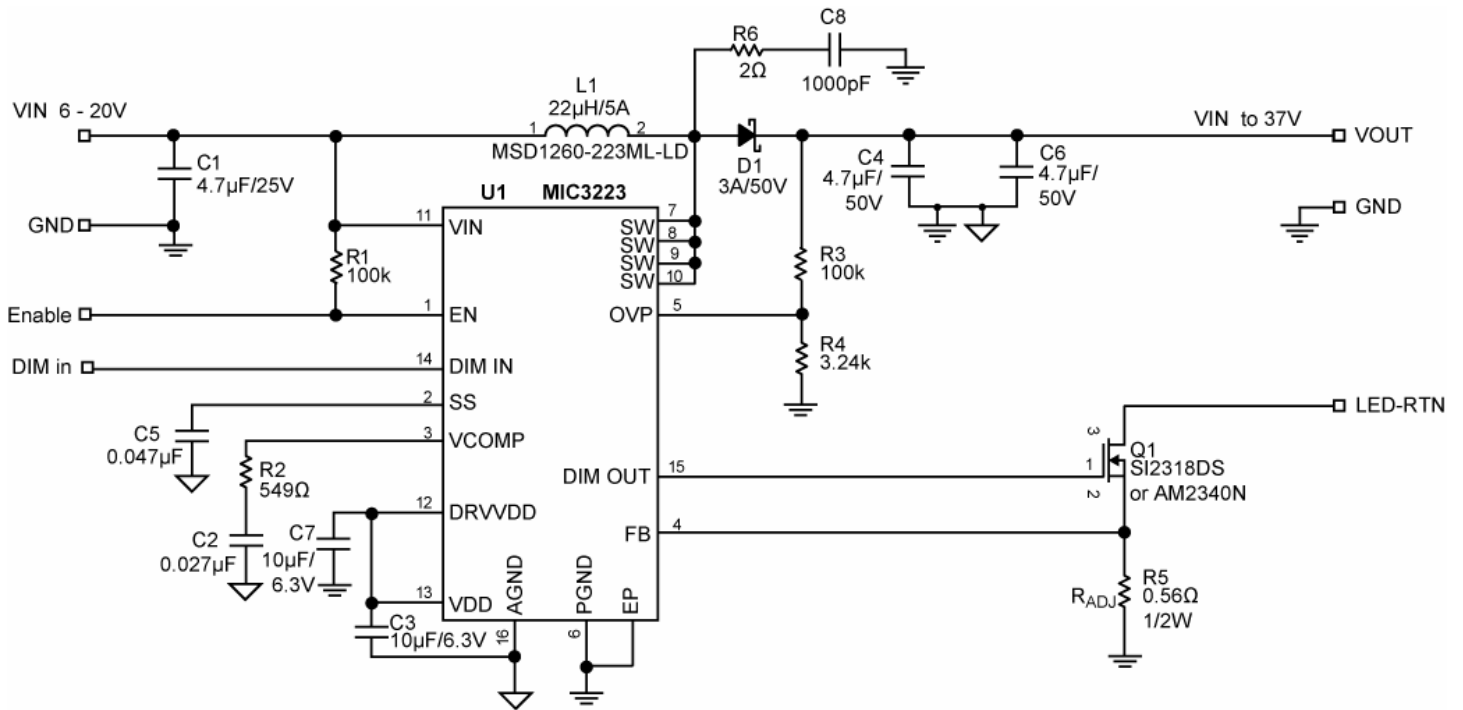 C8
R6
2Ω
1000pF
L1
22µH/5A
VIN 6 - 20V
1
2
VIN to 37V
VOUT
MSD1260-223ML-LD
D1
3A/50V
C1
4.7µF/25V
C4
4.7µF/
50V
C6
4.7µF/
50V
U1 MIC3223
GND
GND
11
VIN
7
SW
8
SW
9
SW
10
SW
R1
100k
R3
100k
Enable
1
EN
OVP
5
R4
3.24k
DIM in
14
DIM IN
2
SS
LED-RTN
C5
0.047µF
3
VCOMP
R2
549Ω
DIM OUT
15
3
1
2
Q1
SI2318DS
or AM2340N
12
DRVVDD
C2
0.027µF
C7
10µF/
6.3V
FB
4
13
VDD
AGND
PGND
EP
C3
10µF/6.3V
16
6
RADJ
R5
0.56Ω
1/2W